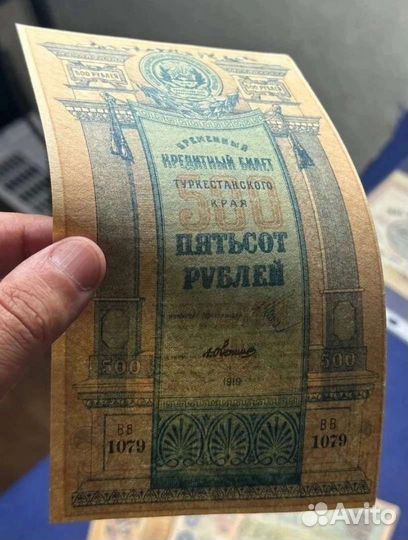 500 РУБЛЕЙ
500 РУБЛЕЙ
ВРЕМЕННЫЙ
КРЕДИТНЫЙ БИЛЕТ
ТУРКЕСТАНСКОГО
КРАЯ
500
ПЯТЬСОТ
РУБЛЕЙ
1919
500
500
ВВ
1079
ВВ
1079
Avito